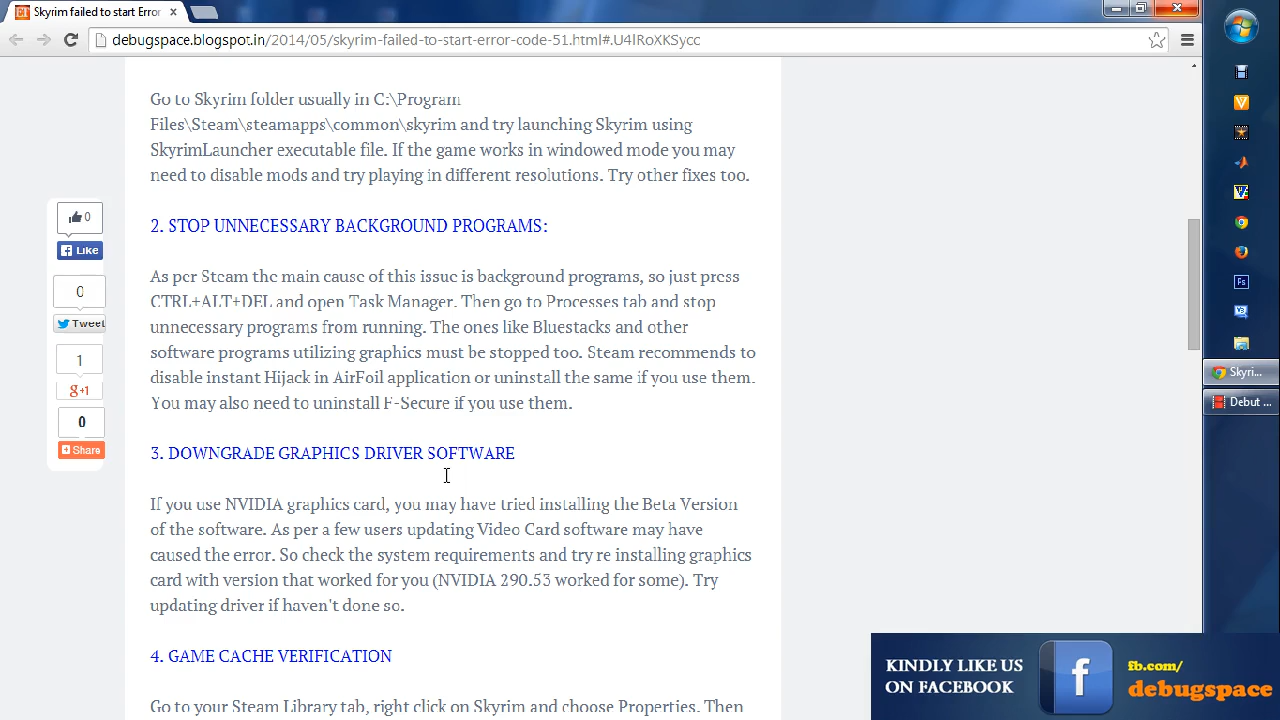 Skyrim failed to start Error
debugspace.blogspot.in/2014/05/skyrim-failed-to-start-error-code-51.html#.U4lRoXKSycc
Go to Skyrim folder usually in C:\Program
Files\Steam\steamapps\common\skyrim and try launching Skyrim using
SkyrimLauncher executable file. If the game works in windowed mode you may
need to disable mods and try playing in different resolutions. Try other fixes too.
2. STOP UNNECESSARY BACKGROUND PROGRAMS:
As per Steam the main cause of this issue is background programs, so just press
CTRL+ALT+DEL and open Task Manager. Then go to Processes tab and stop
unnecessary programs from running. The ones like Bluestacks and other
software programs utilizing graphics must be stopped too. Steam recommends to
disable instant Hijack in AirFoil application or uninstall the same if you use them.
You may also need to uninstall F-Secure if you use them.
3. DOWNGRADE GRAPHICS DRIVER SOFTWARE
If you use NVIDIA graphics card, you may have tried installing the Beta Version
of the software. As per a few users updating Video Card software may have
caused the error. So check the system requirements and try re installing graphics
card with version that worked for you (NVIDIA 290.53 worked for some). Try
updating driver if haven't done so.
4. GAME CACHE VERIFICATION
Go to your Steam Library tab, right click on Skyrim and choose Properties. Then
0
Like
0
Tweet
1
g+1
0
Share
Fs
Skyri...
Debut ...
KINDLY LIKE US
ON FACEBOOK
f
fb.com/
debugspace